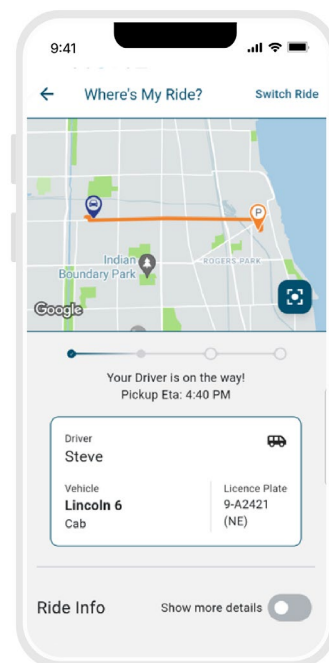 9:41
Where's My Ride?
Switch Ride
P
Indian
Boundary Park
ROGERS PARK
Google
Your Driver is on the way!
Pickup Eta: 4:40 PM
Driver
Steve
Vehicle
Lincoln 6
Cab
Licence Plate
9-A2421
(NE)
Ride Info
Show more details